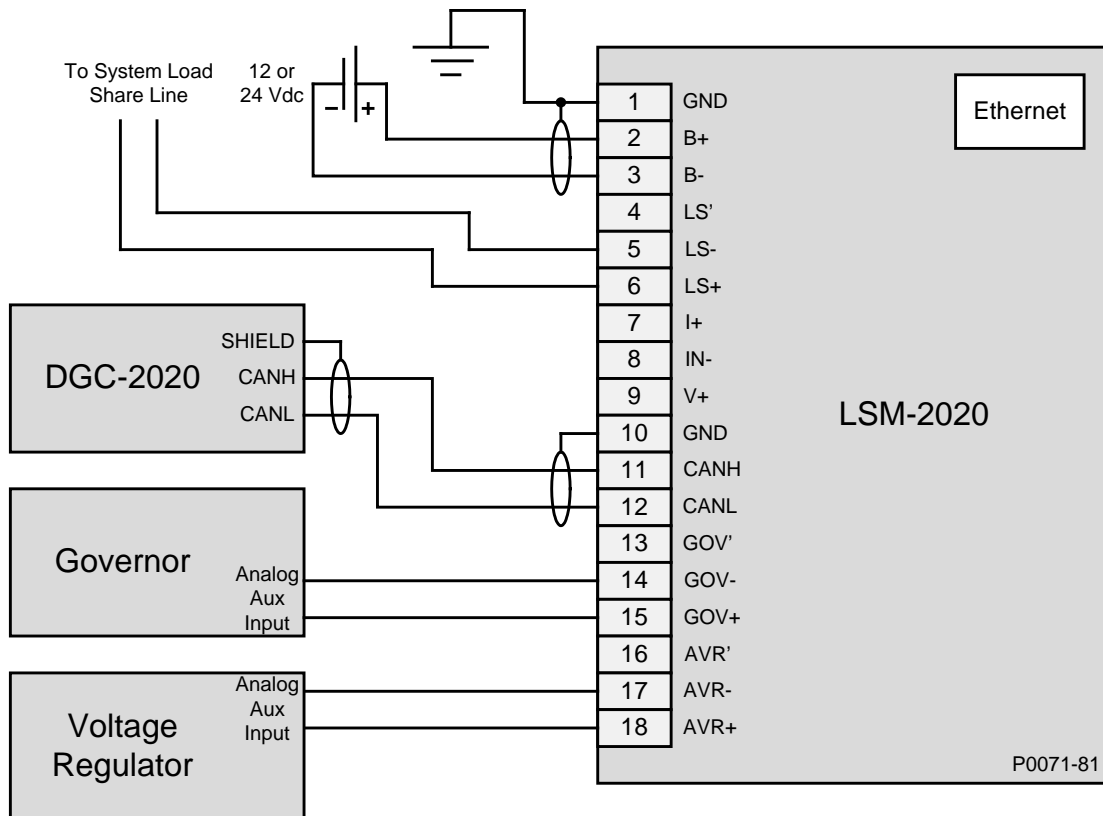 To System Load
Share Line
12 or
24 Vdc
− +
1 GND
2 B+
3 B-
4 LS’
5 LS-
6 LS+
7 I+
8 IN-
9 V+
10 GND
11 CANH
12 CANL
13 GOV’
14 GOV-
15 GOV+
16 AVR’
17 AVR-
18 AVR+
Ethernet
LSM-2020
P0071-81
DGC-2020
SHIELD
CANH
CANL
Governor
Analog
Aux
Input
Voltage
Regulator
Analog
Aux
Input